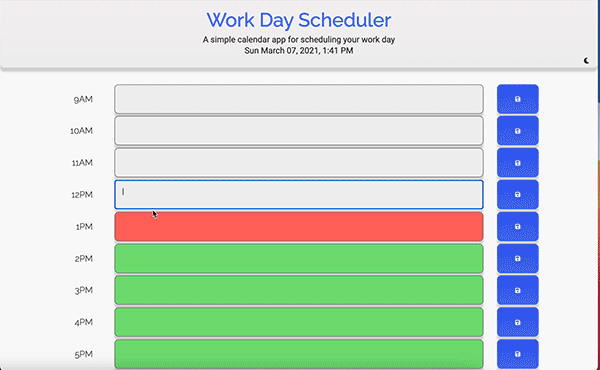 Work Day Scheduler
A simple calendar app for scheduling your work day
Sun March 07, 2021, 1:41 PM
9AM
10AM
11AM
12PM
1PM
2PM
3PM
4PM
5PM